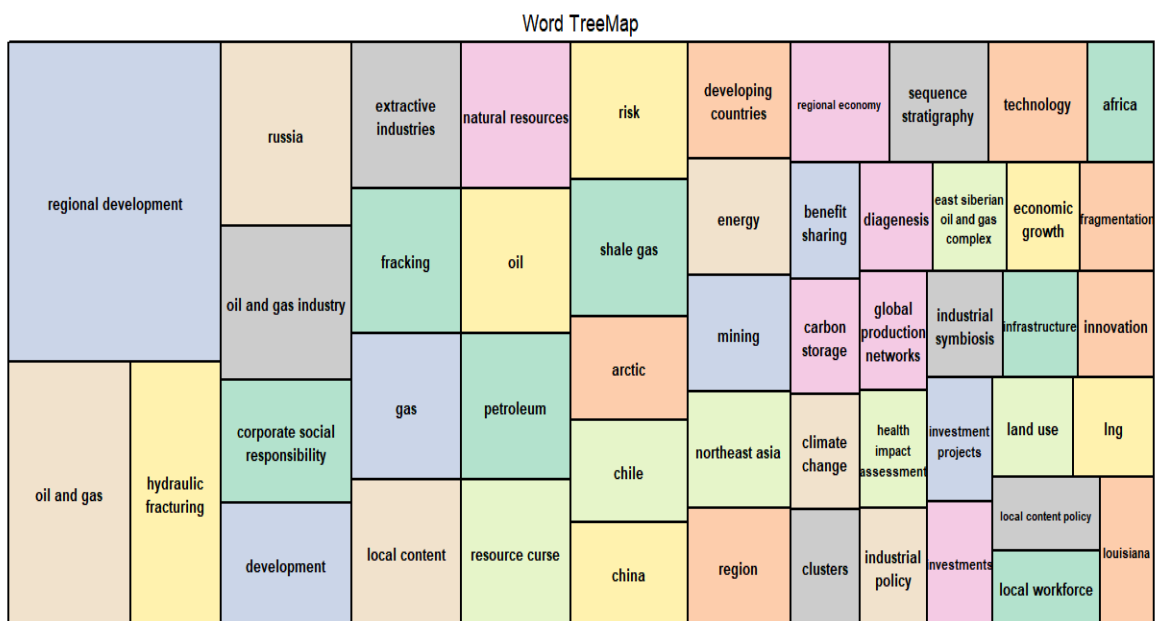 Word TreeMap
regional development
oil and gas
hydraulic
fracturing
russia
oil and gas industry
corporate social
responsibility
development
extractive
industries
fracking
gas
local content
natural resources
oil
petroleum
resource curse
risk
shale gas
arctic
chile
china
developing
countries
energy
mining
northeast asia
region
regional economy
sequence
stratigraphy
technology
africa
benefit
sharing
carbon
storage
climate
change
clusters
diagenesis
east siberian
oil and gas
complex
economic
growth
fragmentation
global
production
networks
industrial
symbiosis
infrastructure
innovation
health
impact
assessment
industrial
policy
investment
projects
investments
land use
lng
local content policy
local workforce
louisiana